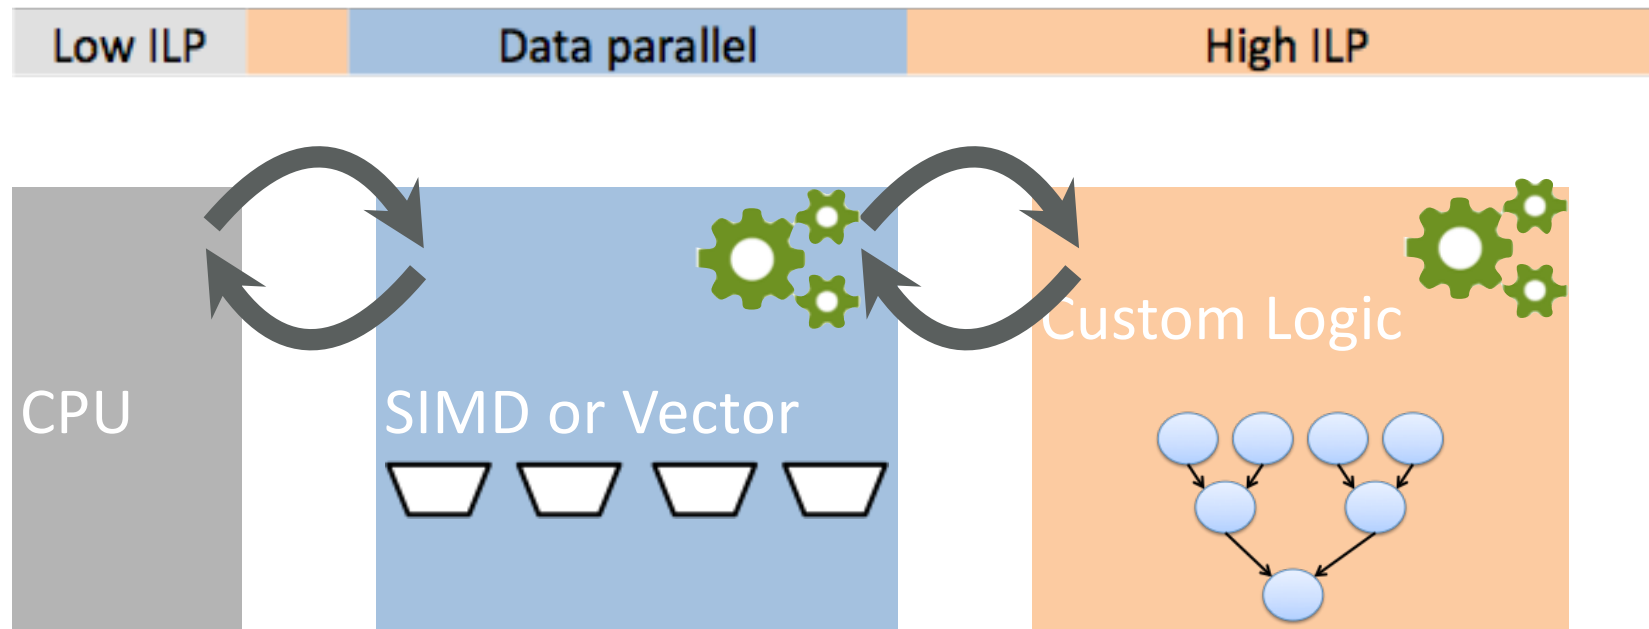 Low ILP
Data parallel
High ILP
CPU
SIMD or Vector
Custom Logic